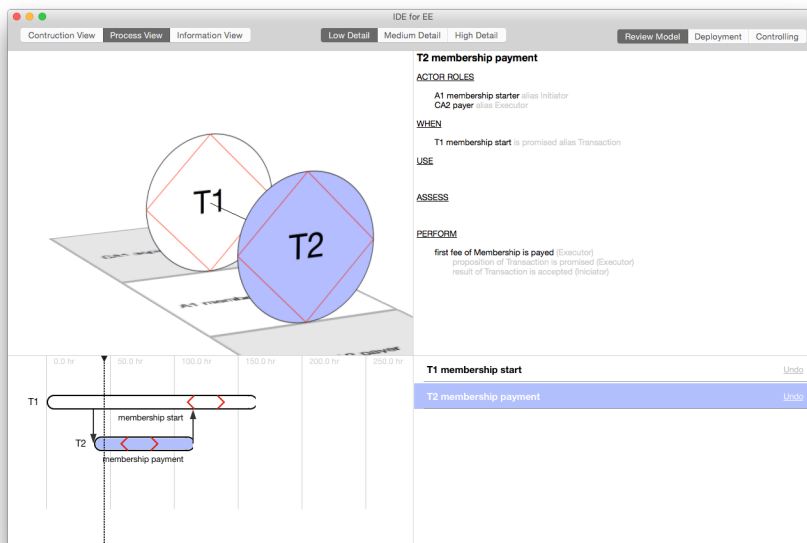 IDE for EE
Contruction View Process View Information View
Low Detail Medium Detail High Detail
Review Model Deployment Controlling
T2 membership payment
ACTOR ROLES
A1 membership starter alias Initiator
CA2 payer alias Executor
WHEN
T1 membership start is promised alias Transaction
USE
ASSESS
PERFORM
first fee of Membership is payed (Executor)
proposition of Transaction is promised (Executor)
result of Transaction is accepted (Iniciator)
T1
T2
CA1
A1
payer
0.0 hr 50.0 hr 100.0 hr 150.0 hr 200.0 hr 250.0 hr
T1
membership start
T2
membership payment
T1 membership start Undo
T2 membership payment Undo